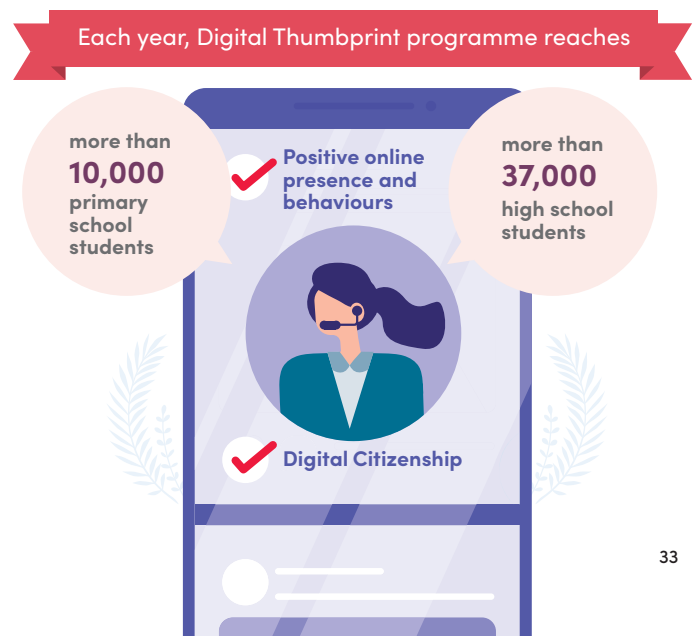 Each year, Digital Thumbprint programme reaches
more than
10,000
primary
school
students
Positive online
presence and
behaviours
more than
37,000
high school
students
Digital Citizenship
33